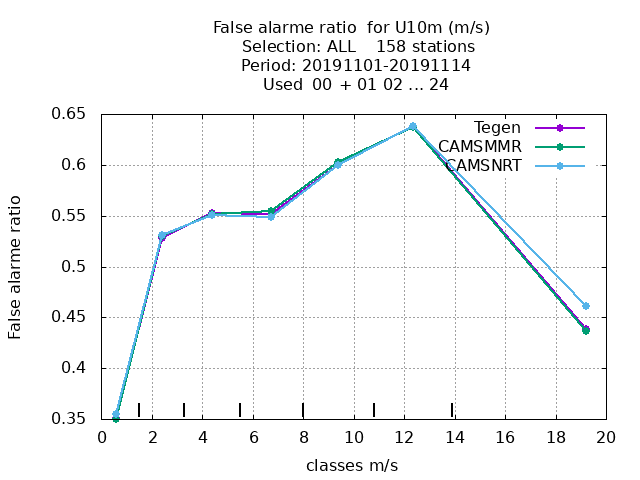 False alarme ratio  for U10m (m/s)
Selection: ALL    158 stations
Period: 20191101-20191114
Used  00  + 01 02 ... 24
0.65
0.6
0.55
0.5
0.45
0.4
0.35
False alarme ratio
Tegen
CAMSMMR
CAMSNRT
0 2 4 6 8 10 12 14 16 18 20
classes m/s